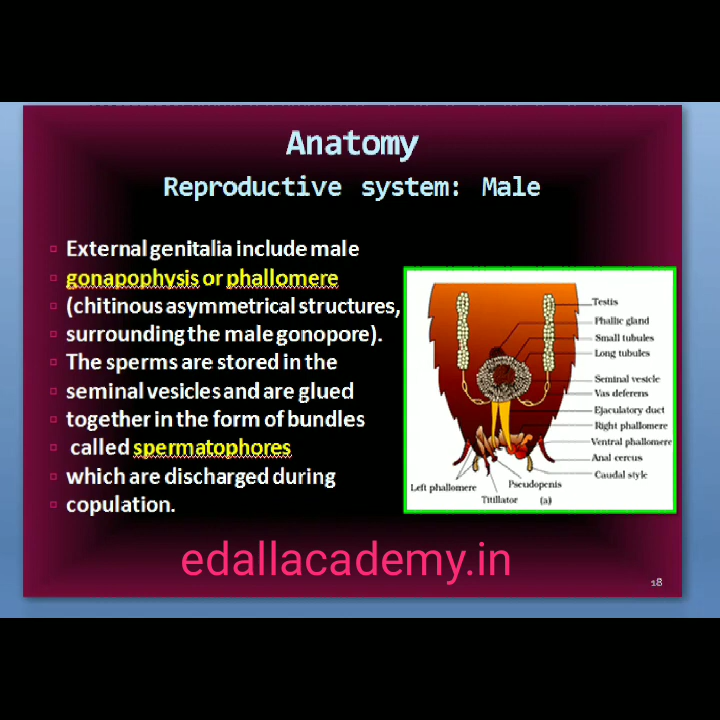 Anatomy
Reproductive system: Male
External genitalia include male
gonapophysis or phallomere
(chitinous asymmetrical structures,
surrounding the male gonopore).
The sperms are stored in the
seminal vesicles and are glued
together in the form of bundles
called spermatophores
which are discharged during
copulation.
Testis
Phallic gland
Small tubules
Long tubules
Seminal vesicle
Vas deferens
Ejaculatory duct
Right phallomere
Ventral phallomere
Anal cercus
Caudal style
Left phallomere
Pseudopenis
Titillator
(a)
edallacademy.in
18